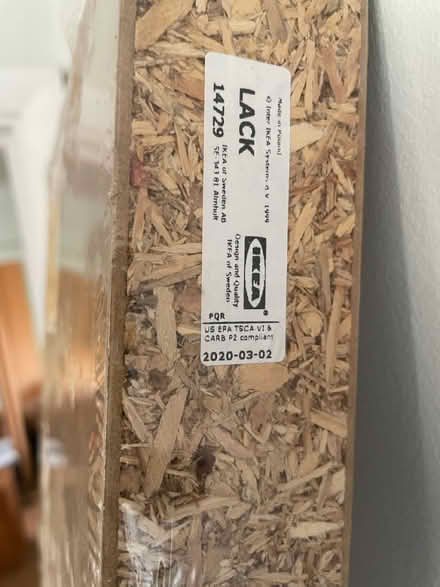 Made in Poland
© Inter IKEA Systems B.V. 1999
LACK
IKEA of Sweden AB
SE-343 81 Älmhult
14729
IKEA®
Design and Quality
IKEA of Sweden
PQR
US EPA TSCA VI &
CARB P2 compliant
2020-03-02